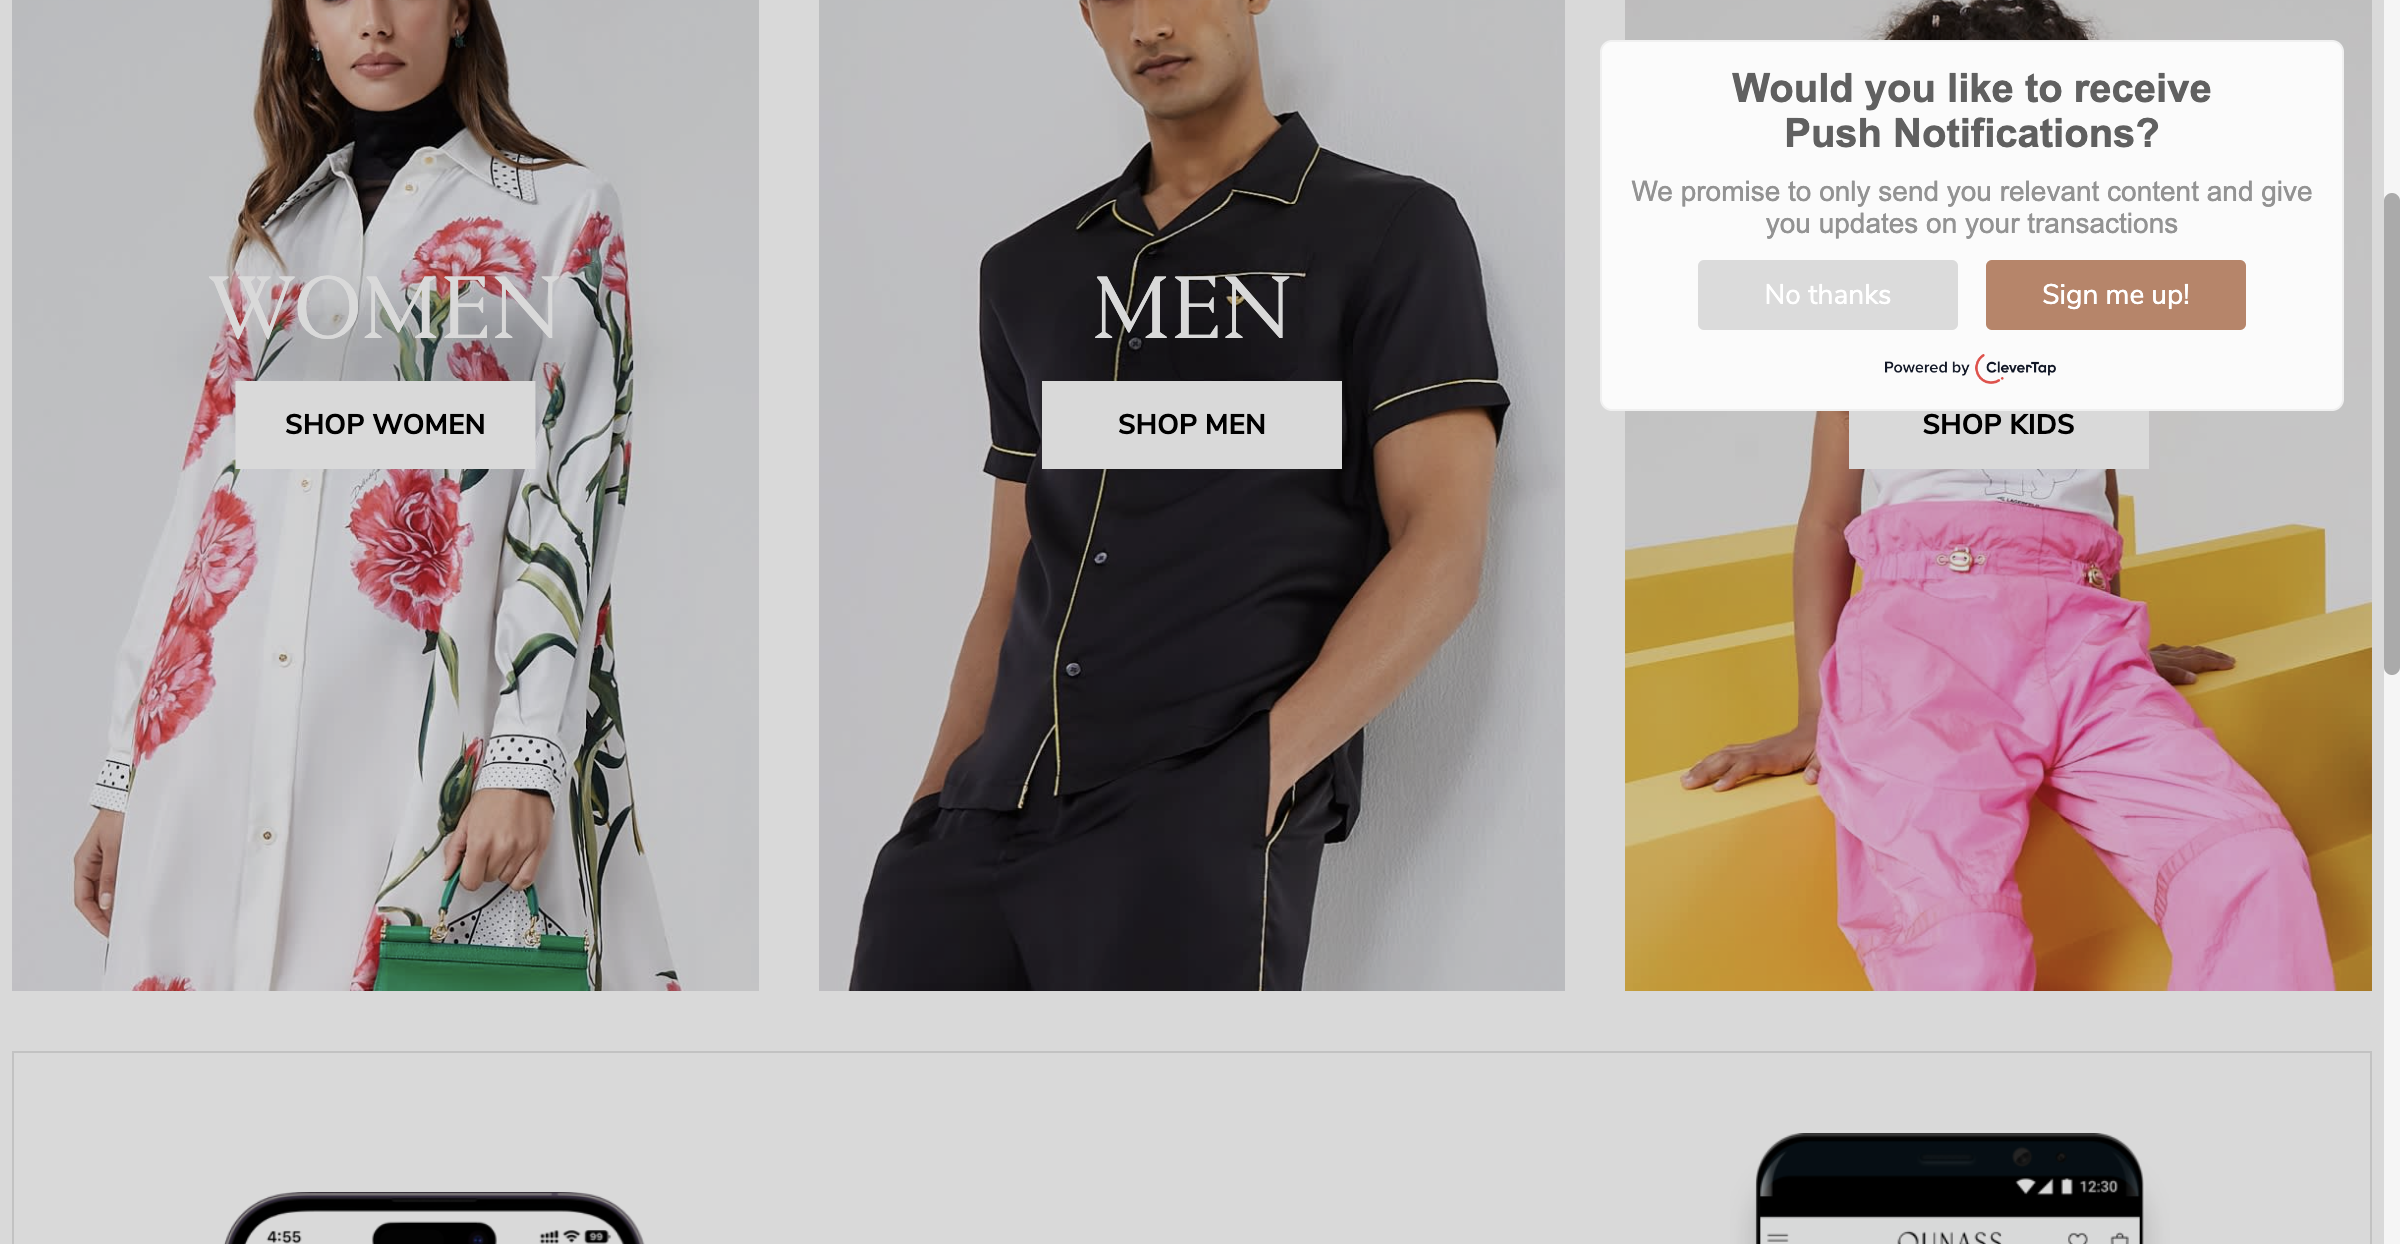 Would you like to receive
Push Notifications?
We promise to only send you relevant content and give
you updates on your transactions
No thanks
Sign me up!
Powered by CleverTap
WOMEN
MEN
SHOP WOMEN
SHOP MEN
SHOP KIDS
12:30
4:55
99
OUNASS